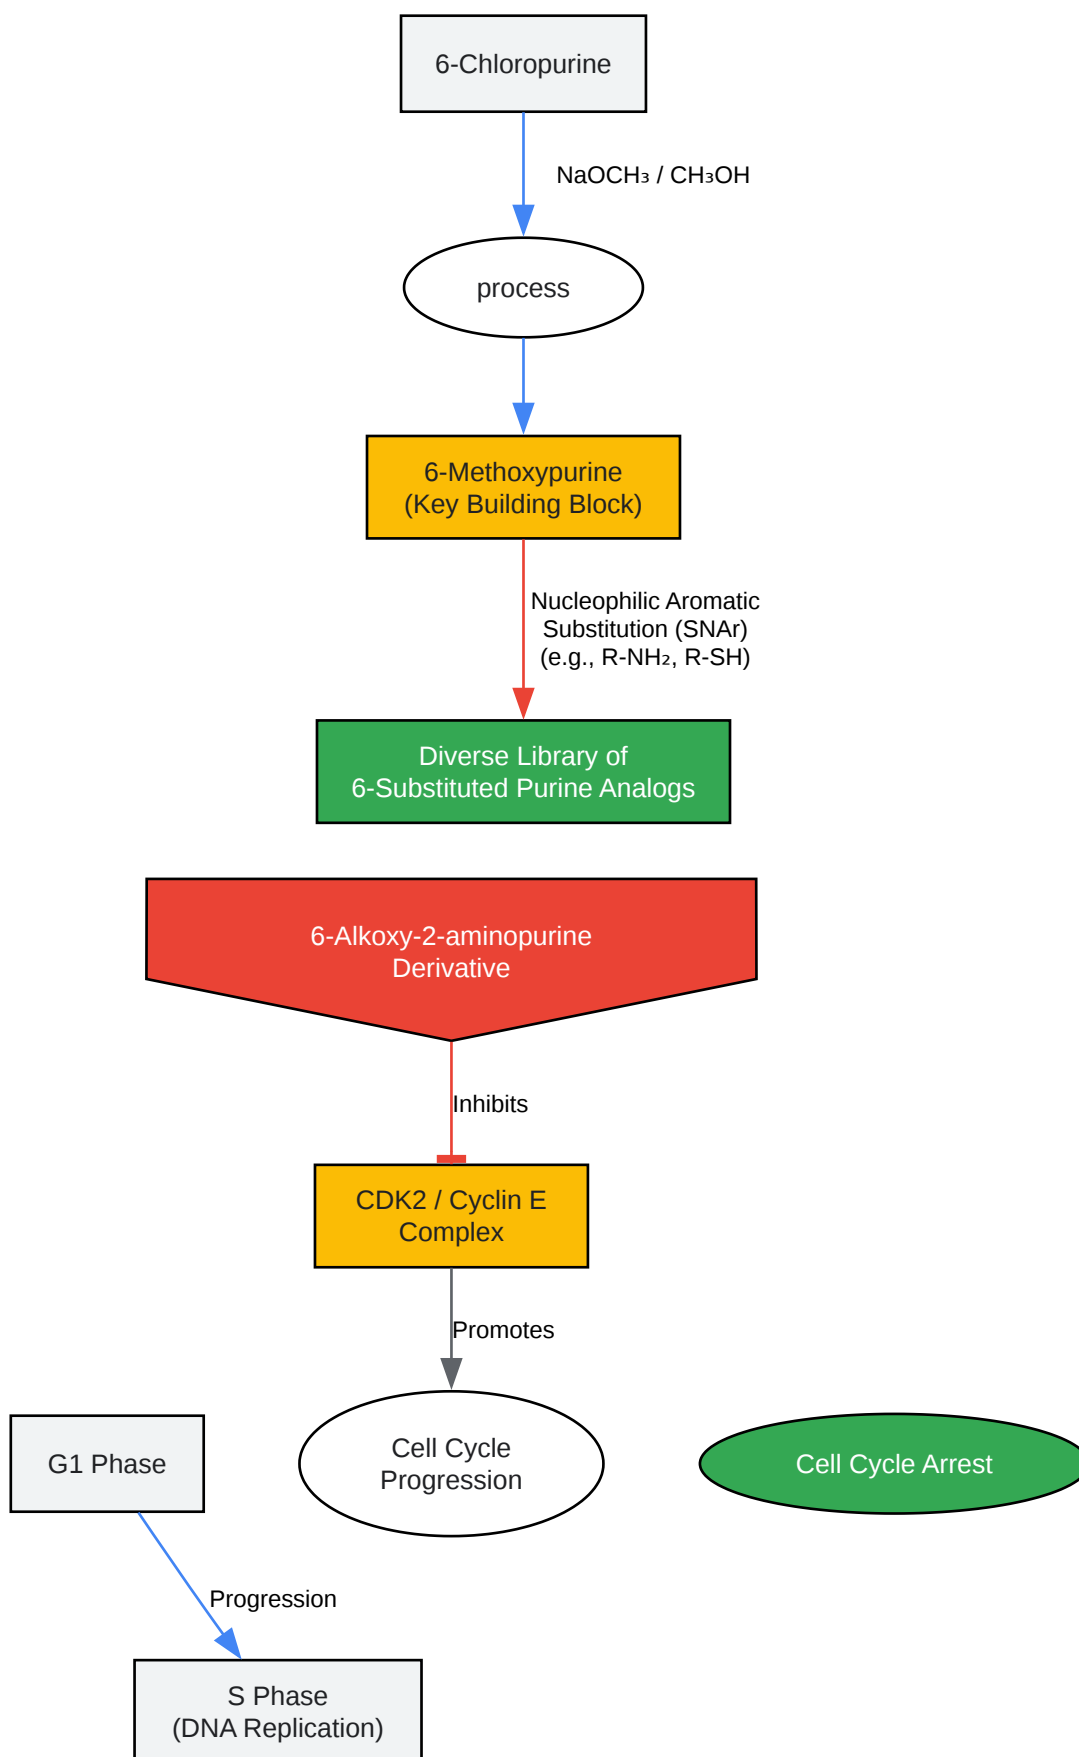 6-Chloropurine
NaOCH₃ / CH₃OH
process
6-Methoxypurine
(Key Building Block)
Nucleophilic Aromatic
Substitution (SNAr)
(e.g., R-NH₂, R-SH)
Diverse Library of
6-Substituted Purine Analogs
6-Alkoxy-2-aminopurine
Derivative
Inhibits
CDK2 / Cyclin E
Complex
Promotes
G1 Phase
Cell Cycle
Progression
Cell Cycle Arrest
Progression
S Phase
(DNA Replication)